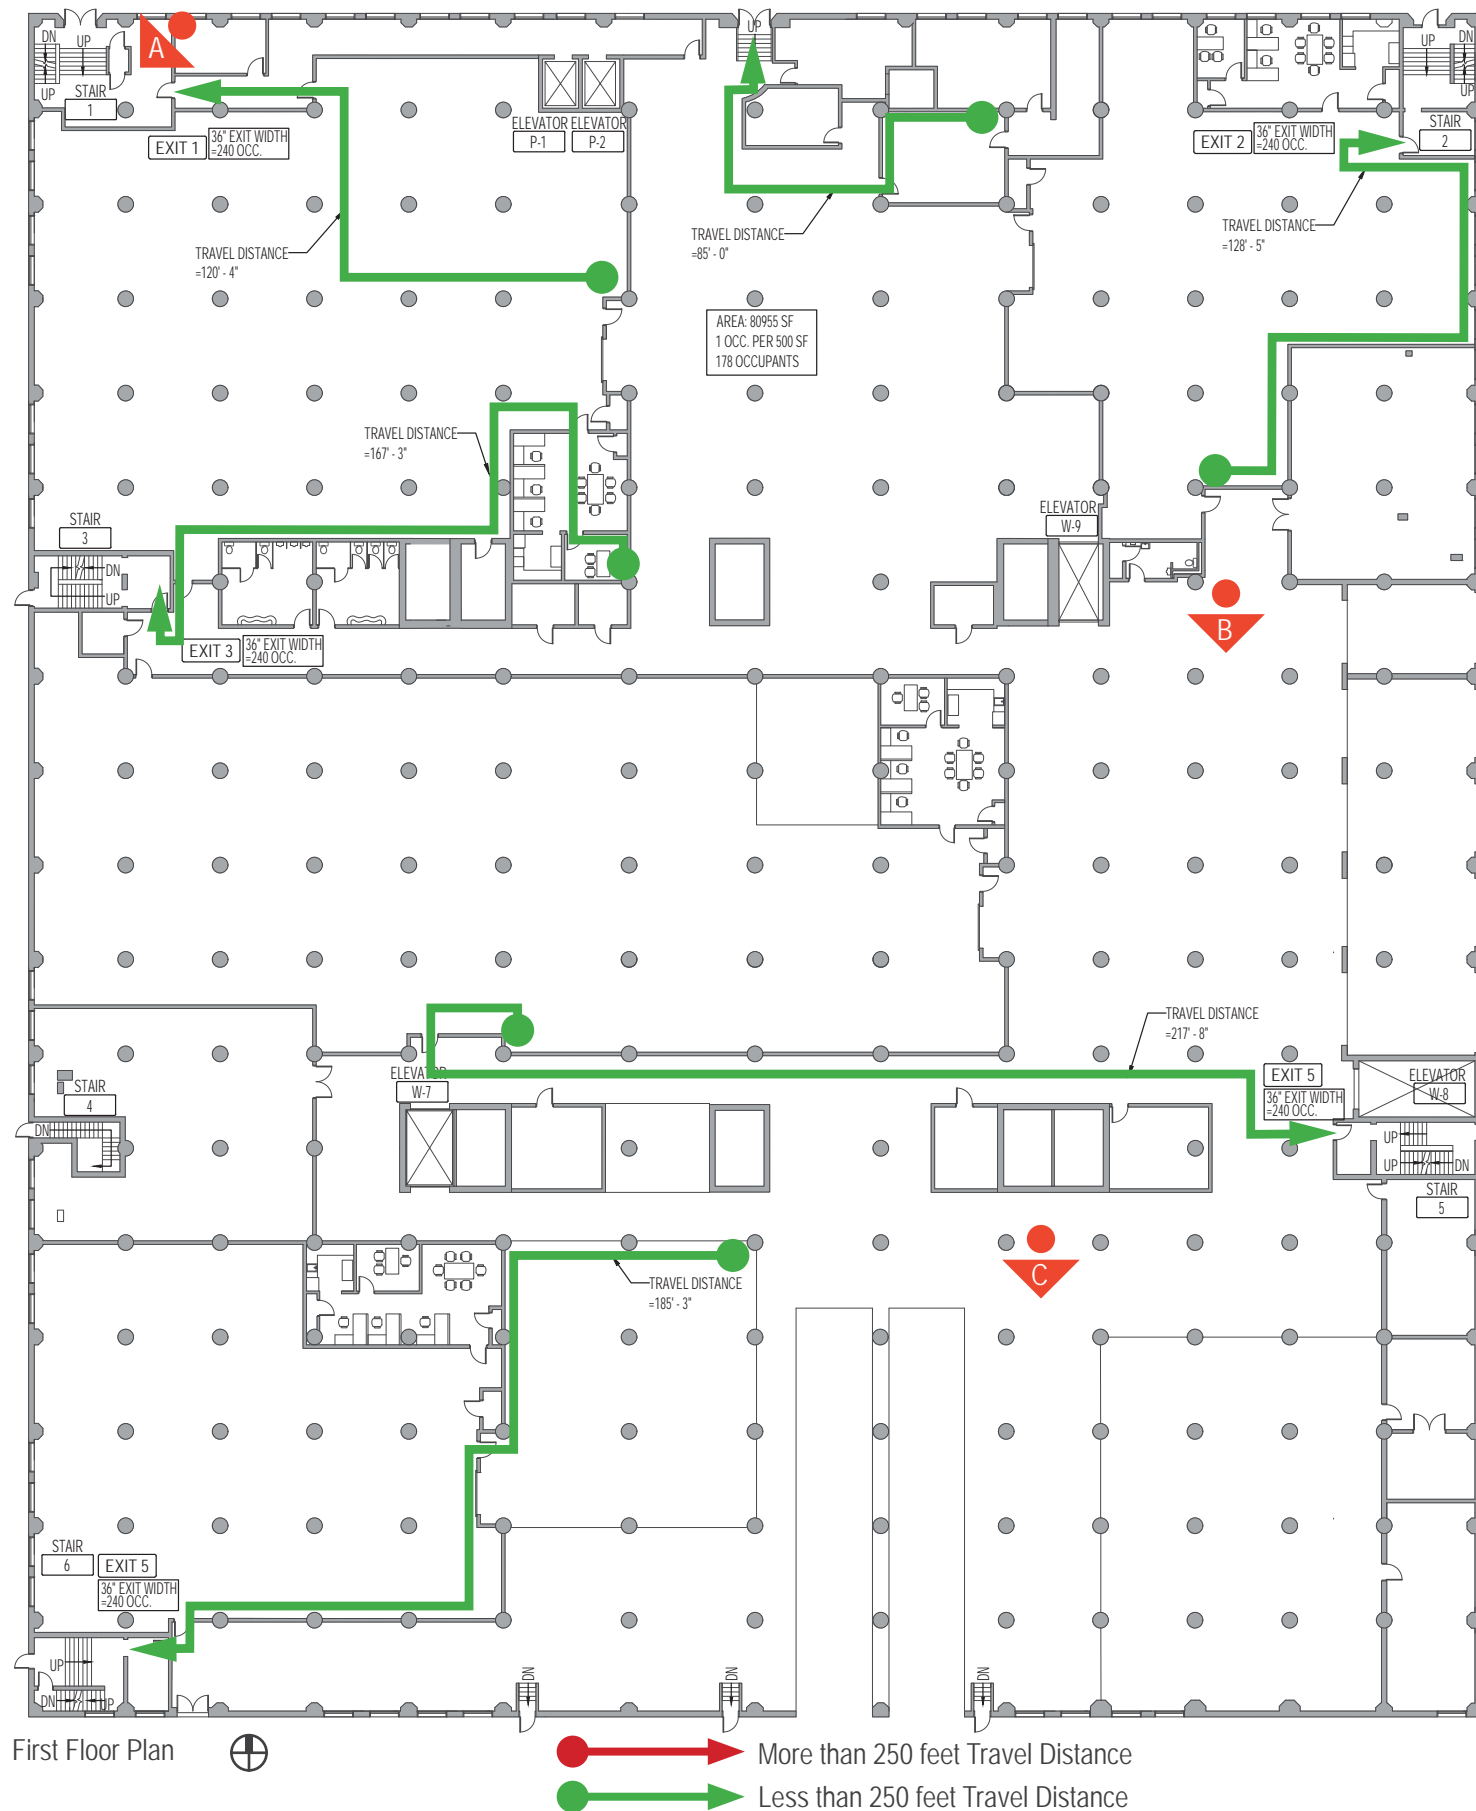 DN
UP
UP
STAIR
1
A
EXIT 1
36" EXIT WIDTH
=240 OCC.
ELEVATOR
P-1
ELEVATOR
P-2
UP
UP
DN
UP
STAIR
2
EXIT 2
36" EXIT WIDTH
=240 OCC.
TRAVEL DISTANCE
=120' - 4"
TRAVEL DISTANCE
=85' - 0"
TRAVEL DISTANCE
=128' - 5"
AREA: 80955 SF
1 OCC. PER 500 SF
178 OCCUPANTS
TRAVEL DISTANCE
=167' - 3"
STAIR
3
DN
UP
ELEVATOR
W-9
B
EXIT 3
36" EXIT WIDTH
=240 OCC.
TRAVEL DISTANCE
=217' - 8"
STAIR
4
DN
ELEVATOR
W-7
EXIT 5
36" EXIT WIDTH
=240 OCC.
ELEVATOR
W-8
UP
UP
DN
STAIR
5
C
TRAVEL DISTANCE
=185' - 3"
STAIR
6
EXIT 5
36" EXIT WIDTH
=240 OCC.
UP
DN
UP
DN
DN
DN
First Floor Plan
More than 250 feet Travel Distance
Less than 250 feet Travel Distance